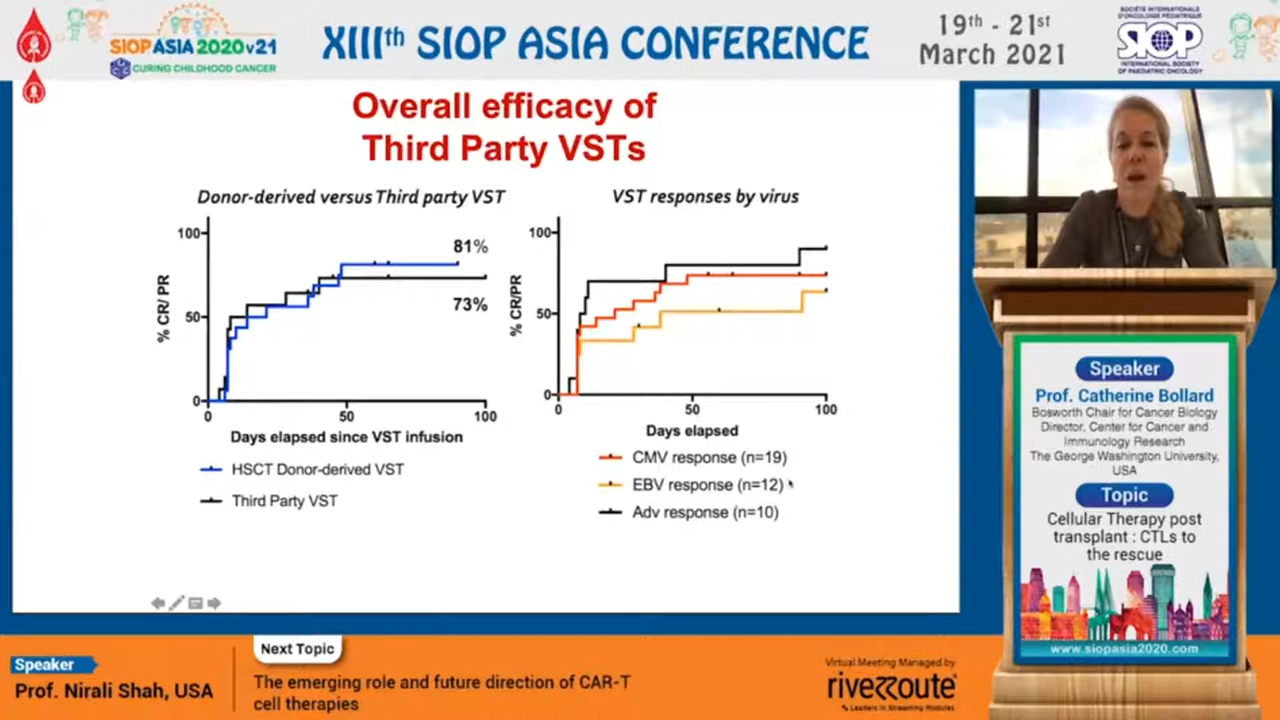 SIOP ASIA 2020 v 21
CURING CHILDHOOD CANCER
XIIIth SIOP ASIA CONFERENCE
19th - 21st
March 2021
SOCIÉTÉ INTERNATIONALE
D'ONCOLOGIE PÉDIATRIQUE
SIOP
INTERNATIONAL SOCIETY
OF PAEDIATRIC ONCOLOGY
Overall efficacy of
Third Party VSTs
Donor-derived versus Third party VST
% CR/ PR
100
50
0
81%
73%
0
50
100
Days elapsed since VST infusion
HSCT Donor-derived VST
Third Party VST
VST responses by virus
% CR/PR
100
50
0
0
50
100
Days elapsed
CMV response (n=19)
EBV response (n=12)
Adv response (n=10)
Speaker
Prof. Catherine Bollard
Bosworth Chair for Cancer Biology
Director, Center for Cancer and
Immunology Research
The George Washington University,
USA
Topic
Cellular Therapy post
transplant : CTLs to
the rescue
www.siopasia2020.com
Speaker
Prof. Nirali Shah, USA
Next Topic
The emerging role and future direction of CAR-T
cell therapies
Virtual Meeting Managed by
riverroute
Leaders in Streaming Modules